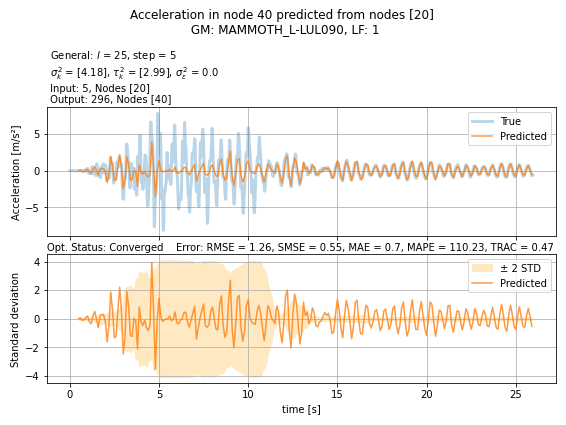 Acceleration in node 40 predicted from nodes [20]
GM: MAMMOTH_L-LUL090, LF: 1
General: l = 25, step = 5
σ²ₖ = [4.18], τ²ₖ = [2.99], σ²ε = 0.0
Input: 5, Nodes [20]
Output: 296, Nodes [40]
Acceleration [m/s²]
5
0
−5
True
Predicted
Opt. Status: Converged Error: RMSE = 1.26, SMSE = 0.55, MAE = 0.7, MAPE = 110.23, TRAC = 0.47
Standard deviation
4
2
0
−2
−4
± 2 STD
Predicted
0 5 10 15 20 25
time [s]